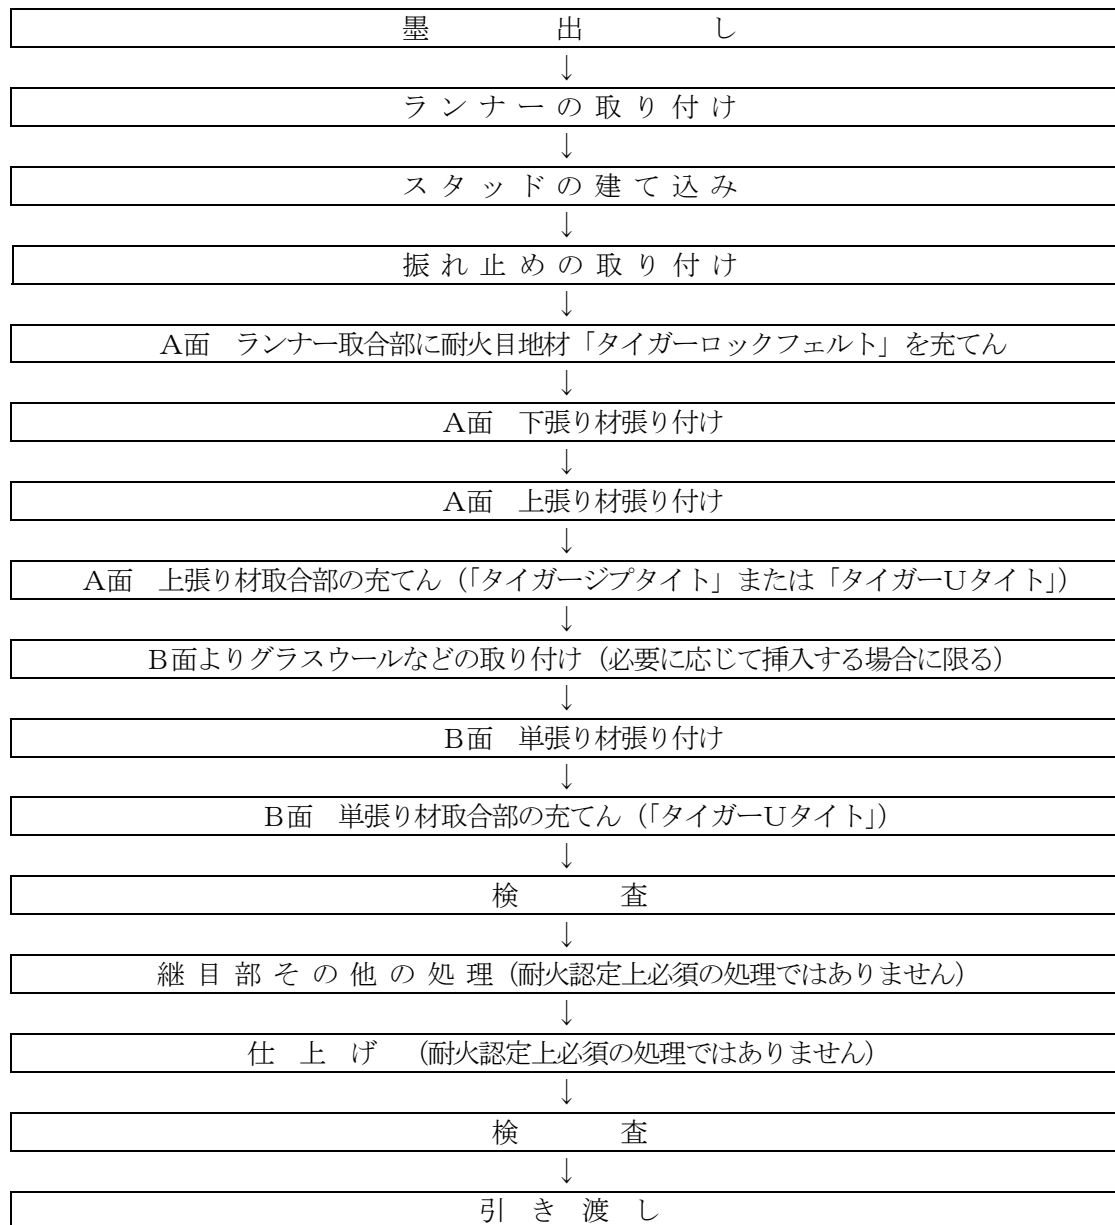 墨出し
↓
ランナーの取り付け
↓
スタッドの建て込み
↓
振れ止めの取り付け
↓
A面　ランナー取合部に耐火目地材「タイガーロックフェルト」を充てん
↓
A面　下張り材張り付け
↓
A面　上張り材張り付け
↓
A面　上張り材取合部の充てん（「タイガージプタイト」または「タイガーUタイト」）
↓
B面よりグラスウールなどの取り付け（必要に応じて挿入する場合に限る）
↓
B面　単張り材張り付け
↓
B面　単張り材取合部の充てん（「タイガーUタイト」）
↓
検査
↓
継目部その他の処理（耐火認定上必須の処理ではありません）
↓
仕上げ　（耐火認定上必須の処理ではありません）
↓
検査
↓
引き渡し